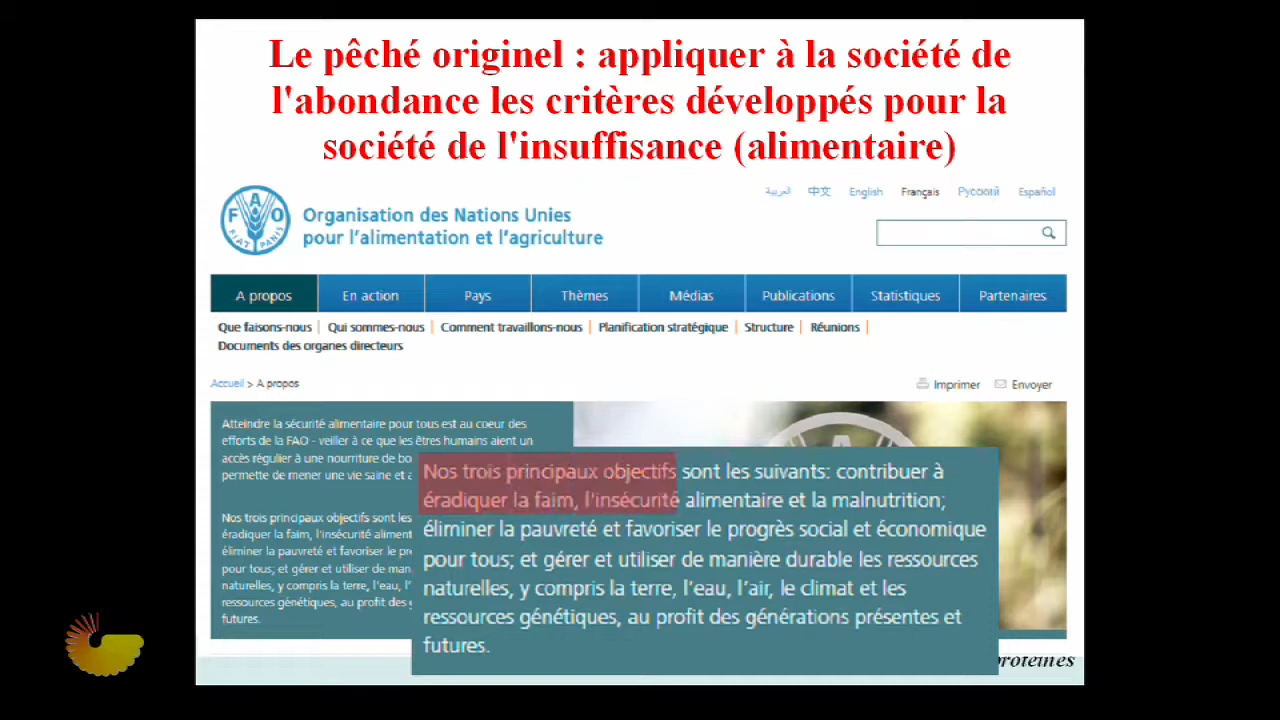 Le pêché originel : appliquer à la société de
l'abondance les critères développés pour la
société de l'insuffisance (alimentaire)
العربية 中文 English Français Русский Español
F A O
FIAT PANIS
Organisation des Nations Unies
pour l'alimentation et l'agriculture
A propos En action Pays Thèmes Médias Publications Statistiques Partenaires
Que faisons-nous Qui sommes-nous Comment travaillons-nous Planification stratégique Structure Réunions
Documents des organes directeurs
Accueil > A propos
Imprimer Envoyer
Atteindre la sécurité alimentaire pour tous est au coeur des
efforts de la FAO - veiller à ce que les êtres humains aient un
accès régulier à une nourriture de bo
permette de mener une vie saine et a
Nos trois principaux objectifs sont les
éradiquer la faim, l'insécurité aliment
éliminer la pauvreté et favoriser le pr
pour tous; et gérer et utiliser de man
naturelles, y compris la terre, l'eau, l'
ressources génétiques, au profit des g
futures.
A
Nos trois principaux objectifs sont les suivants: contribuer à
éradiquer la faim, l'insécurité alimentaire et la malnutrition;
éliminer la pauvreté et favoriser le progrès social et économique
pour tous; et gérer et utiliser de manière durable les ressources
naturelles, y compris la terre, l'eau, l'air, le climat et les
ressources génétiques, au profit des générations présentes et
futures.
proteines